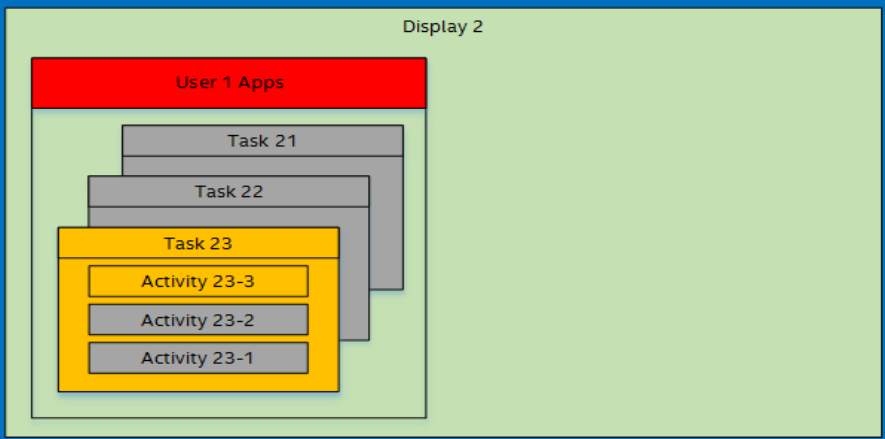 Display 2
User 1 Apps
Task 21
Task 22
Task 23
Activity 23-3
Activity 23-2
Activity 23-1